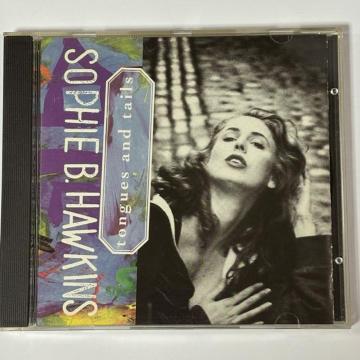 SOPHIE B. HAWKINS
tongues and tails